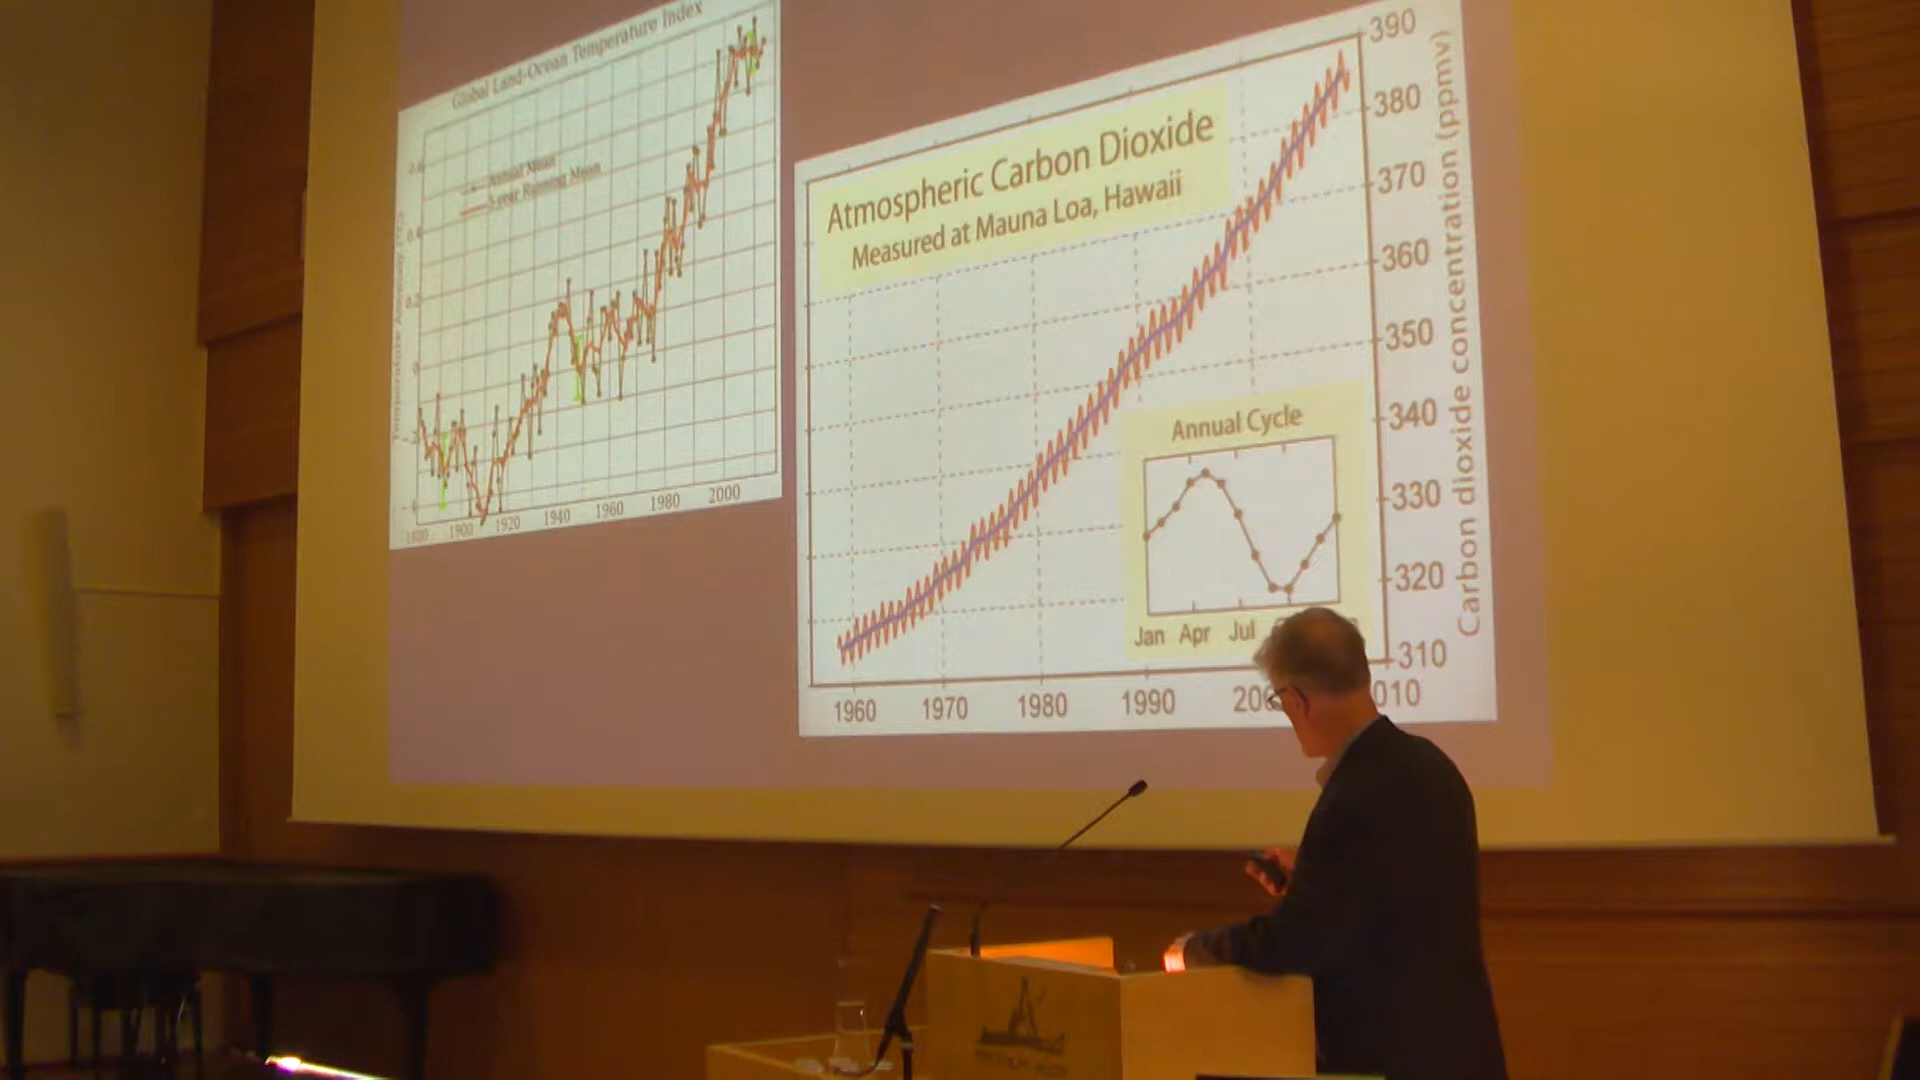 Global Land-Ocean Temperature Index
Annual Mean
5-year Running Mean
Temperature Anomaly (°C)
1880 1900 1920 1940 1960 1980 2000
Atmospheric Carbon Dioxide
Measured at Mauna Loa, Hawaii
390
380
370
360
350
340
330
320
310
Carbon dioxide concentration (ppmv)
Annual Cycle
Jan Apr Jul
1960 1970 1980 1990